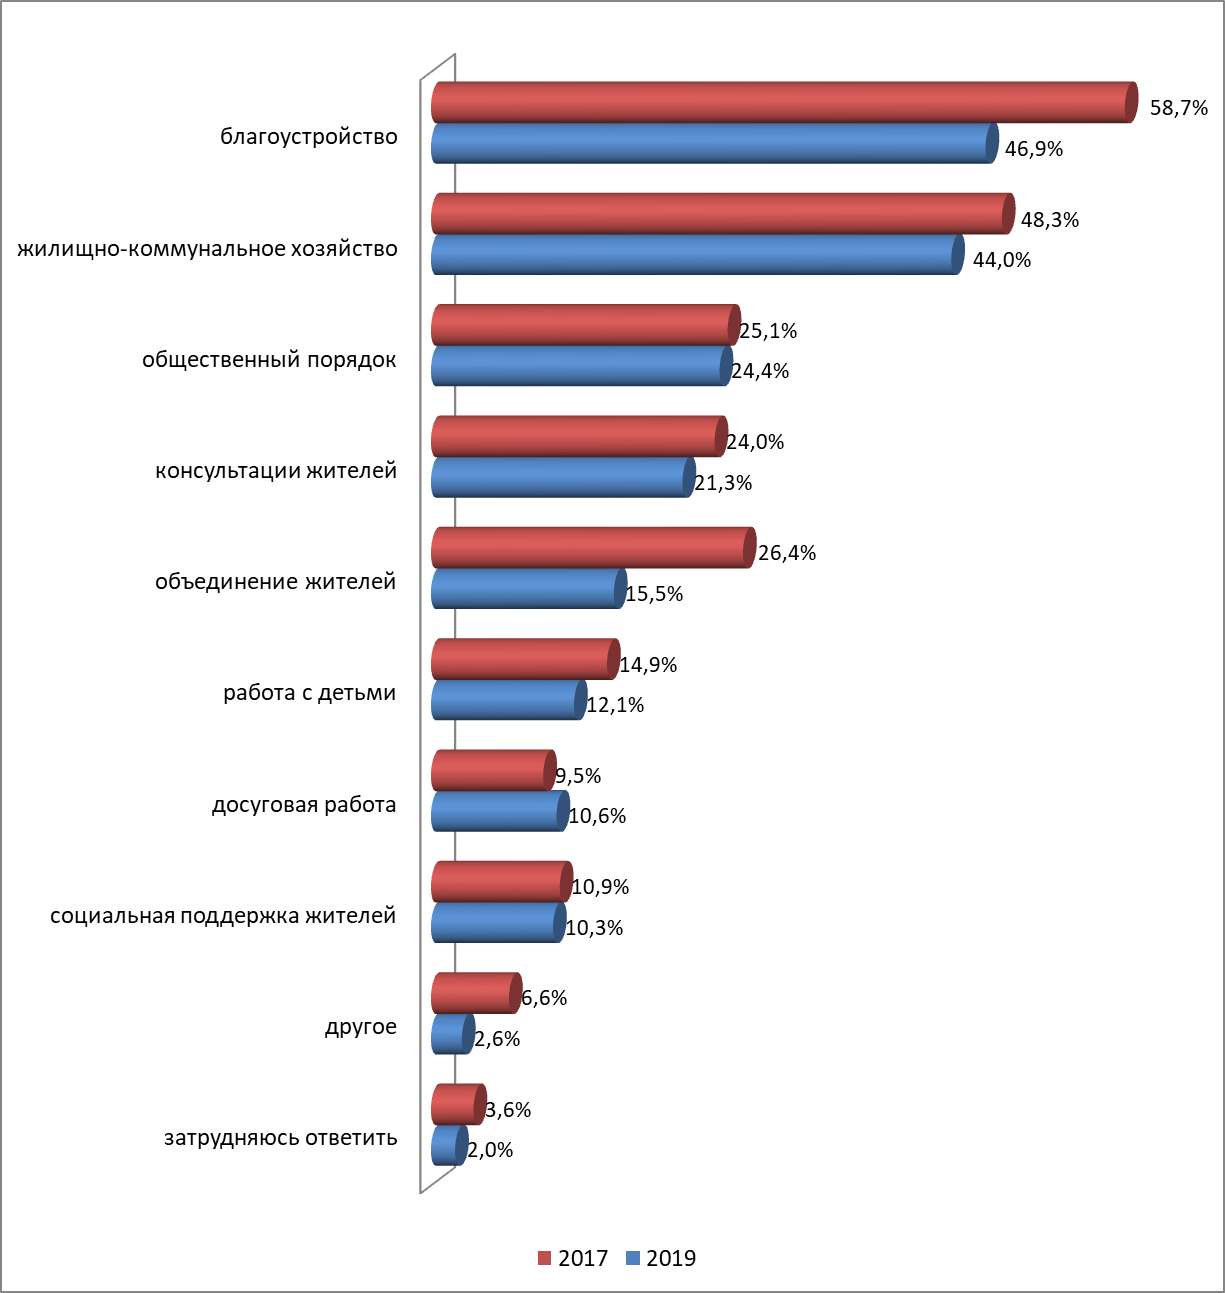 58,7%
благоустройство
46,9%
48,3%
жилищно-коммунальное хозяйство
44,0%
25,1%
общественный порядок
24,4%
24,0%
консультации жителей
21,3%
26,4%
объединение жителей
15,5%
14,9%
работа с детьми
12,1%
9,5%
досуговая работа
10,6%
10,9%
социальная поддержка жителей
10,3%
6,6%
другое
2,6%
3,6%
затрудняюсь ответить
2,0%
2017 2019